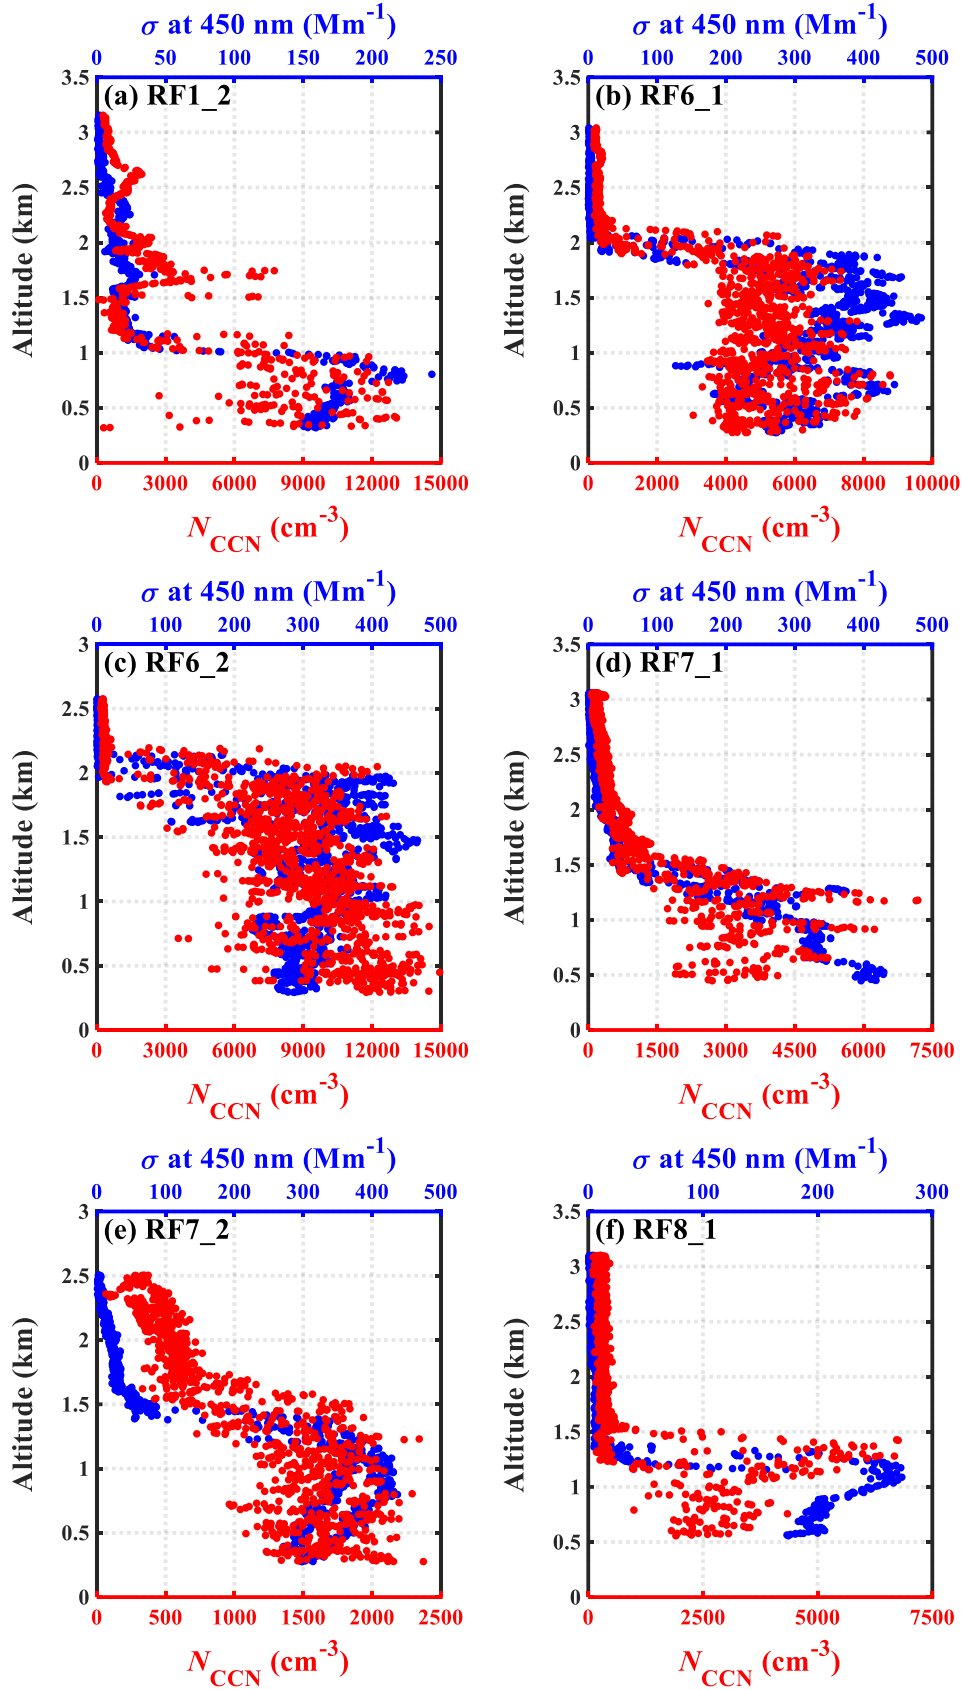 σ at 450 nm (Mm-1) σ at 450 nm (Mm-1)
0 50 100 150 200 250 0 100 200 300 400 500
3.5 (a) RF1_2 3.5 (b) RF6_1
3 3
2.5 2.5
2 2
1.5 1.5
1 1
0.5 0.5
0 0
Altitude (km) Altitude (km)
0 3000 6000 9000 12000 15000 0 2000 4000 6000 8000 10000
NCCN (cm-3) NCCN (cm-3)
σ at 450 nm (Mm-1) σ at 450 nm (Mm-1)
0 100 200 300 400 500 0 100 200 300 400 500
3 (c) RF6_2 3.5 (d) RF7_1
2.5 3
2 2.5
1.5 2
1 1.5
0.5 1
0 0.5
0
Altitude (km) Altitude (km)
0 3000 6000 9000 12000 15000 0 1500 3000 4500 6000 7500
NCCN (cm-3) NCCN (cm-3)
σ at 450 nm (Mm-1) σ at 450 nm (Mm-1)
0 100 200 300 400 500 0 100 200 300
3 (e) RF7_2 3.5 (f) RF8_1
2.5 3
2 2.5
1.5 2
1 1.5
0.5 1
0 0.5
0
Altitude (km) Altitude (km)
0 500 1000 1500 2000 2500 0 2500 5000 7500
NCCN (cm-3) NCCN (cm-3)